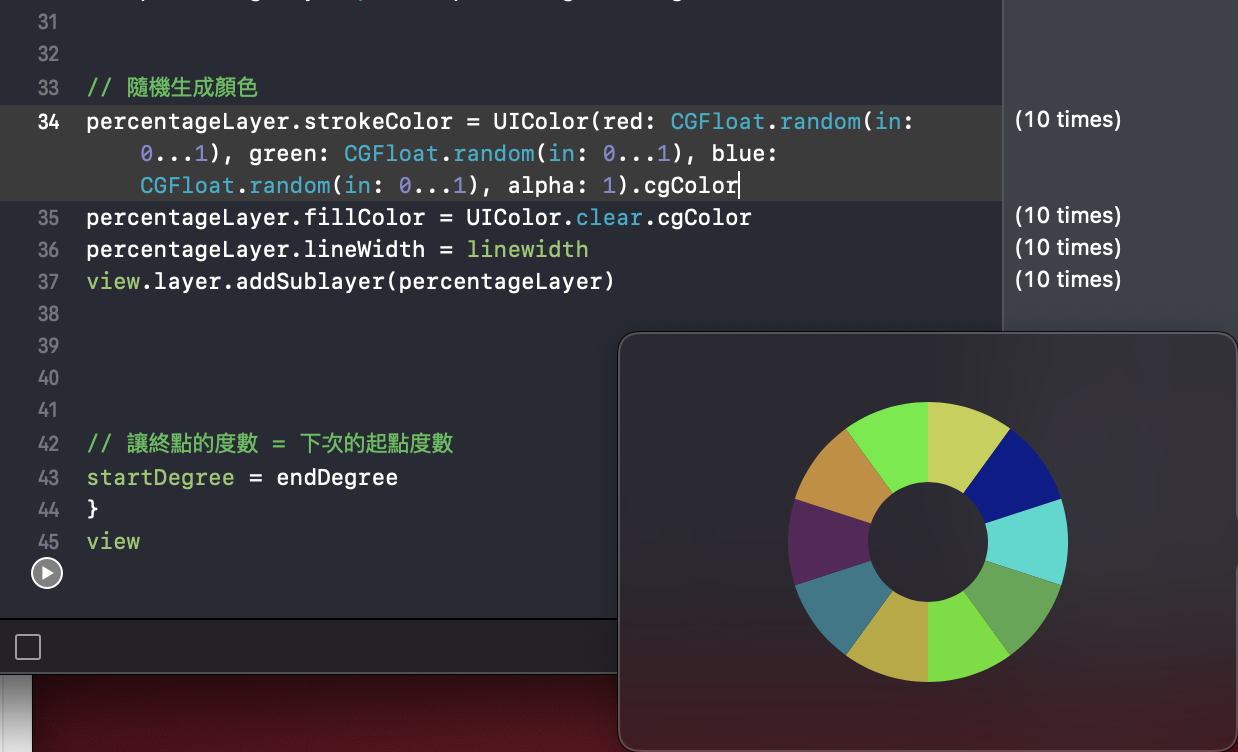 31
32
33 // 隨機生成顏色
34 percentageLayer.strokeColor = UIColor(red: CGFloat.random(in: (10 times)
0...1), green: CGFloat.random(in: 0...1), blue:
CGFloat.random(in: 0...1), alpha: 1).cgColor
35 percentageLayer.fillColor = UIColor.clear.cgColor (10 times)
36 percentageLayer.lineWidth = linewidth (10 times)
37 view.layer.addSublayer(percentageLayer) (10 times)
38
39
40
41
42 // 讓終點的度數 = 下次的起點度數
43 startDegree = endDegree
44 }
45 view